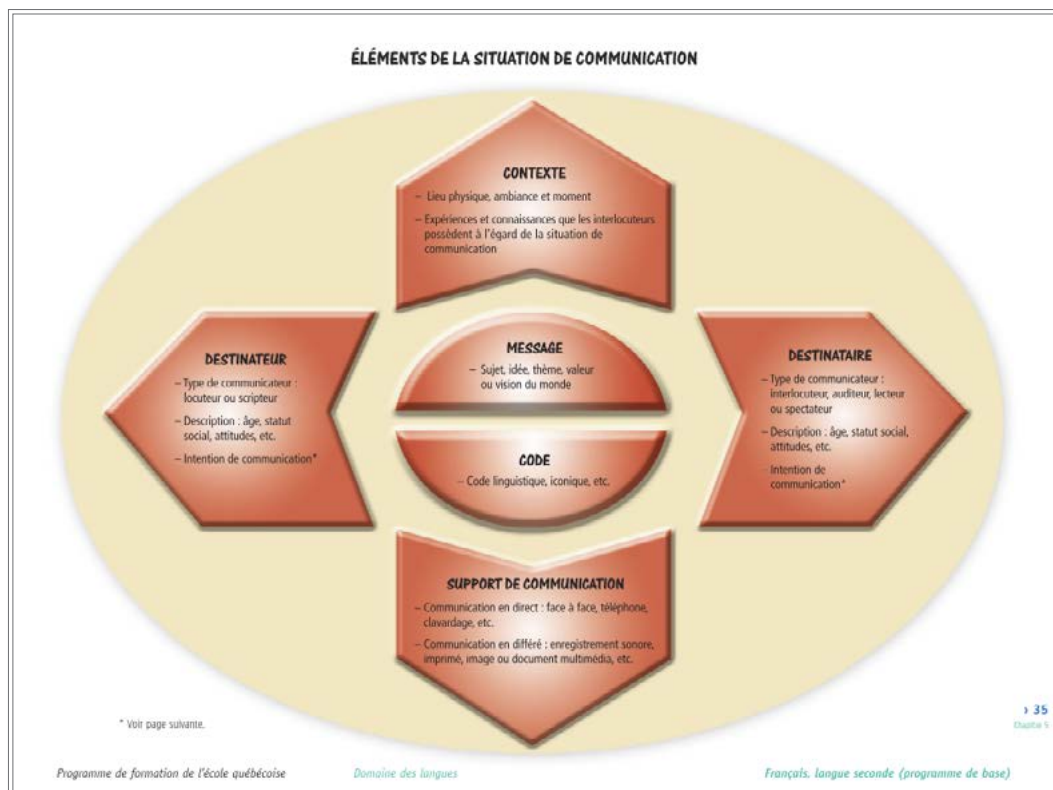 ÉLÉMENTS DE LA SITUATION DE COMMUNICATION
CONTEXTE
– Lieu physique, ambiance et moment
– Expériences et connaissances que les interlocuteurs
possèdent à l'égard de la situation de
communication
DESTINATEUR
– Type de communicateur :
locuteur ou scripteur
– Description : âge, statut
social, attitudes, etc.
– Intention de communication*
MESSAGE
– Sujet, idée, thème, valeur
ou vision du monde
CODE
– Code linguistique, iconique, etc.
DESTINATAIRE
– Type de communicateur :
interlocuteur, auditeur, lecteur
ou spectateur
– Description : âge, statut social,
attitudes, etc.
– Intention de
communication*
SUPPORT DE COMMUNICATION
– Communication en direct : face à face, téléphone,
clavardage, etc.
– Communication en différé : enregistrement sonore,
imprimé, image ou document multimédia, etc.
* Voir page suivante.
› 35
Chapitre 5
Programme de formation de l'école québécoise
Domaine des langues
Français, langue seconde (programme de base)